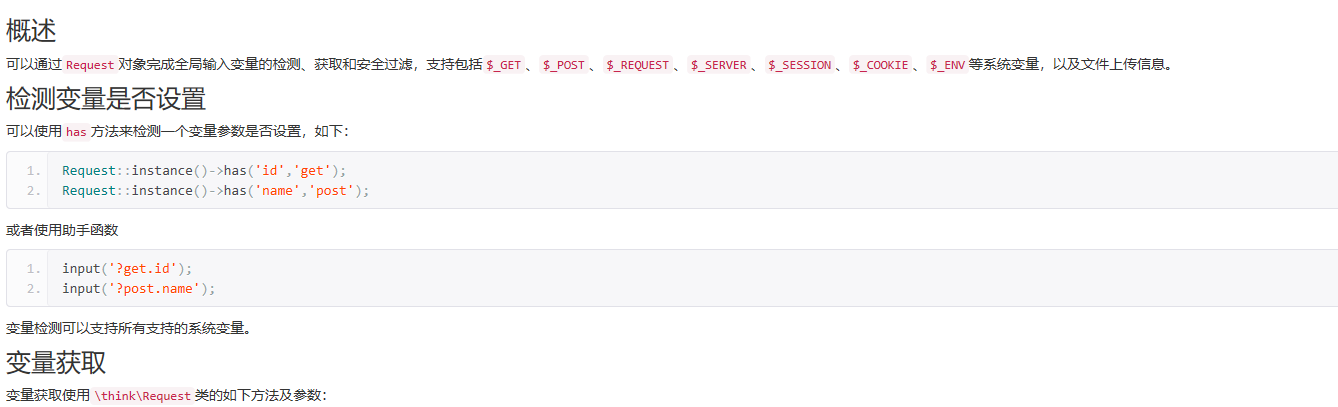 概述
可以通过 Request 对象完成全局输入变量的检测、获取和安全过滤，支持包括 $_GET 、 $_POST 、 $_REQUEST 、 $_SERVER 、 $_SESSION 、 $_COOKIE 、 $_ENV 等系统变量，以及文件上传信息。
检测变量是否设置
可以使用 has 方法来检测一个变量参数是否设置，如下：
1. Request::instance()->has('id','get');
2. Request::instance()->has('name','post');
或者使用助手函数
1. input('?get.id');
2. input('?post.name');
变量检测可以支持所有支持的系统变量。
变量获取
变量获取使用 \think\Request 类的如下方法及参数：